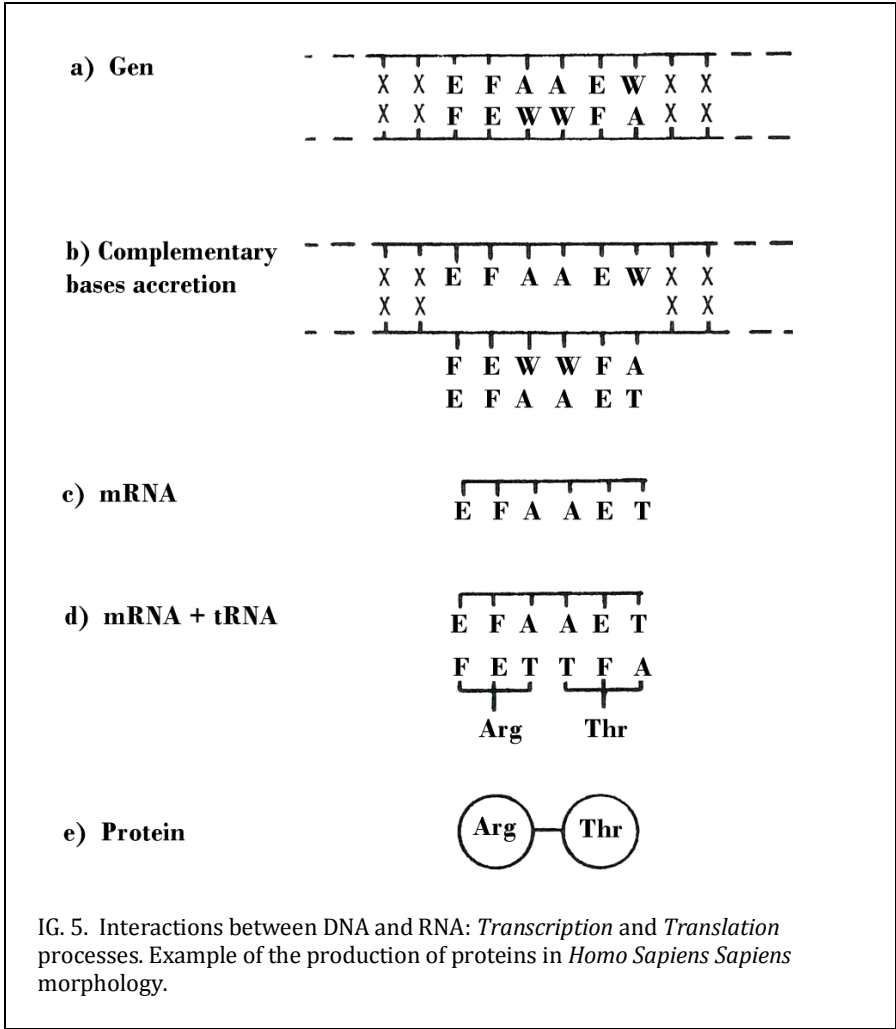 a) Gen
X X E F A A E W X X
X X F E W W F A X X
b) Complementary
bases accretion
X X E F A A E W X X
X X X X
F E W W F A
E F A A E T
c) mRNA
E F A A E T
d) mRNA + tRNA
E F A A E T
F E T T F A
Arg Thr
e) Protein
Arg Thr
IG. 5. Interactions between DNA and RNA: Transcription and Translation
processes. Example of the production of proteins in Homo Sapiens Sapiens
morphology.